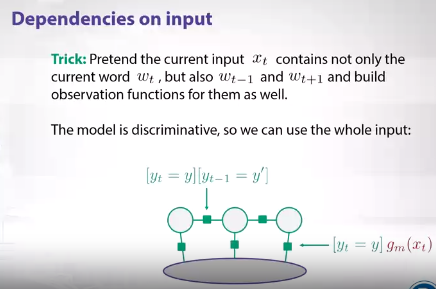 Dependencies on input
Trick: Pretend the current input x_t contains not only the
current word w_t , but also w_{t-1} and w_{t+1} and build
observation functions for them as well.
The model is discriminative, so we can use the whole input:
[y_t = y][y_{t-1} = y']
[y_t = y] g_m(x_t)